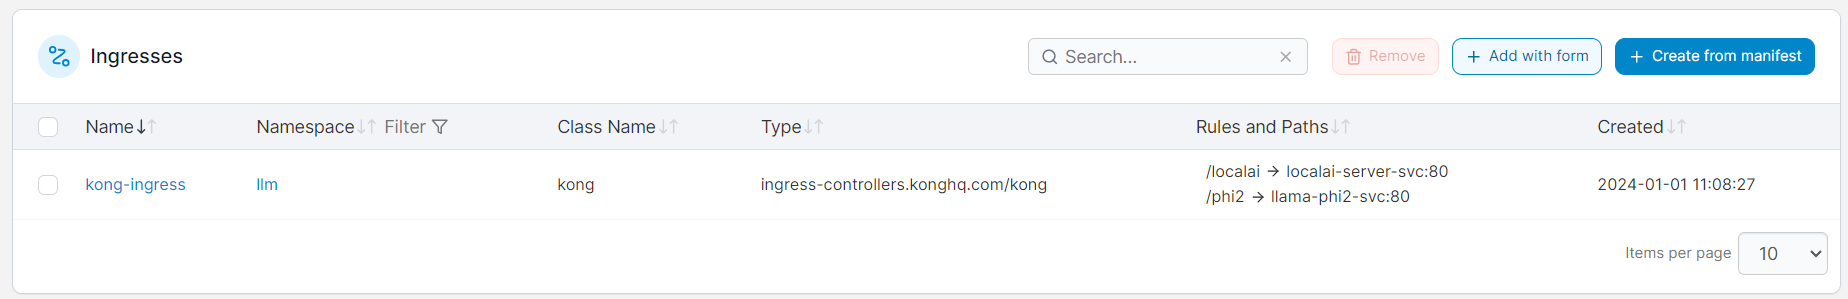 Ingresses
Search...
Remove
+ Add with form
+ Create from manifest
Name↓↑ Namespace↓↑ Filter Class Name↓↑ Type↓↑ Rules and Paths↓↑ Created↓↑
kong-ingress llm kong ingress-controllers.konghq.com/kong /localai → localai-server-svc:80 2024-01-01 11:08:27
/phi2 → llama-phi2-svc:80
Items per page 10